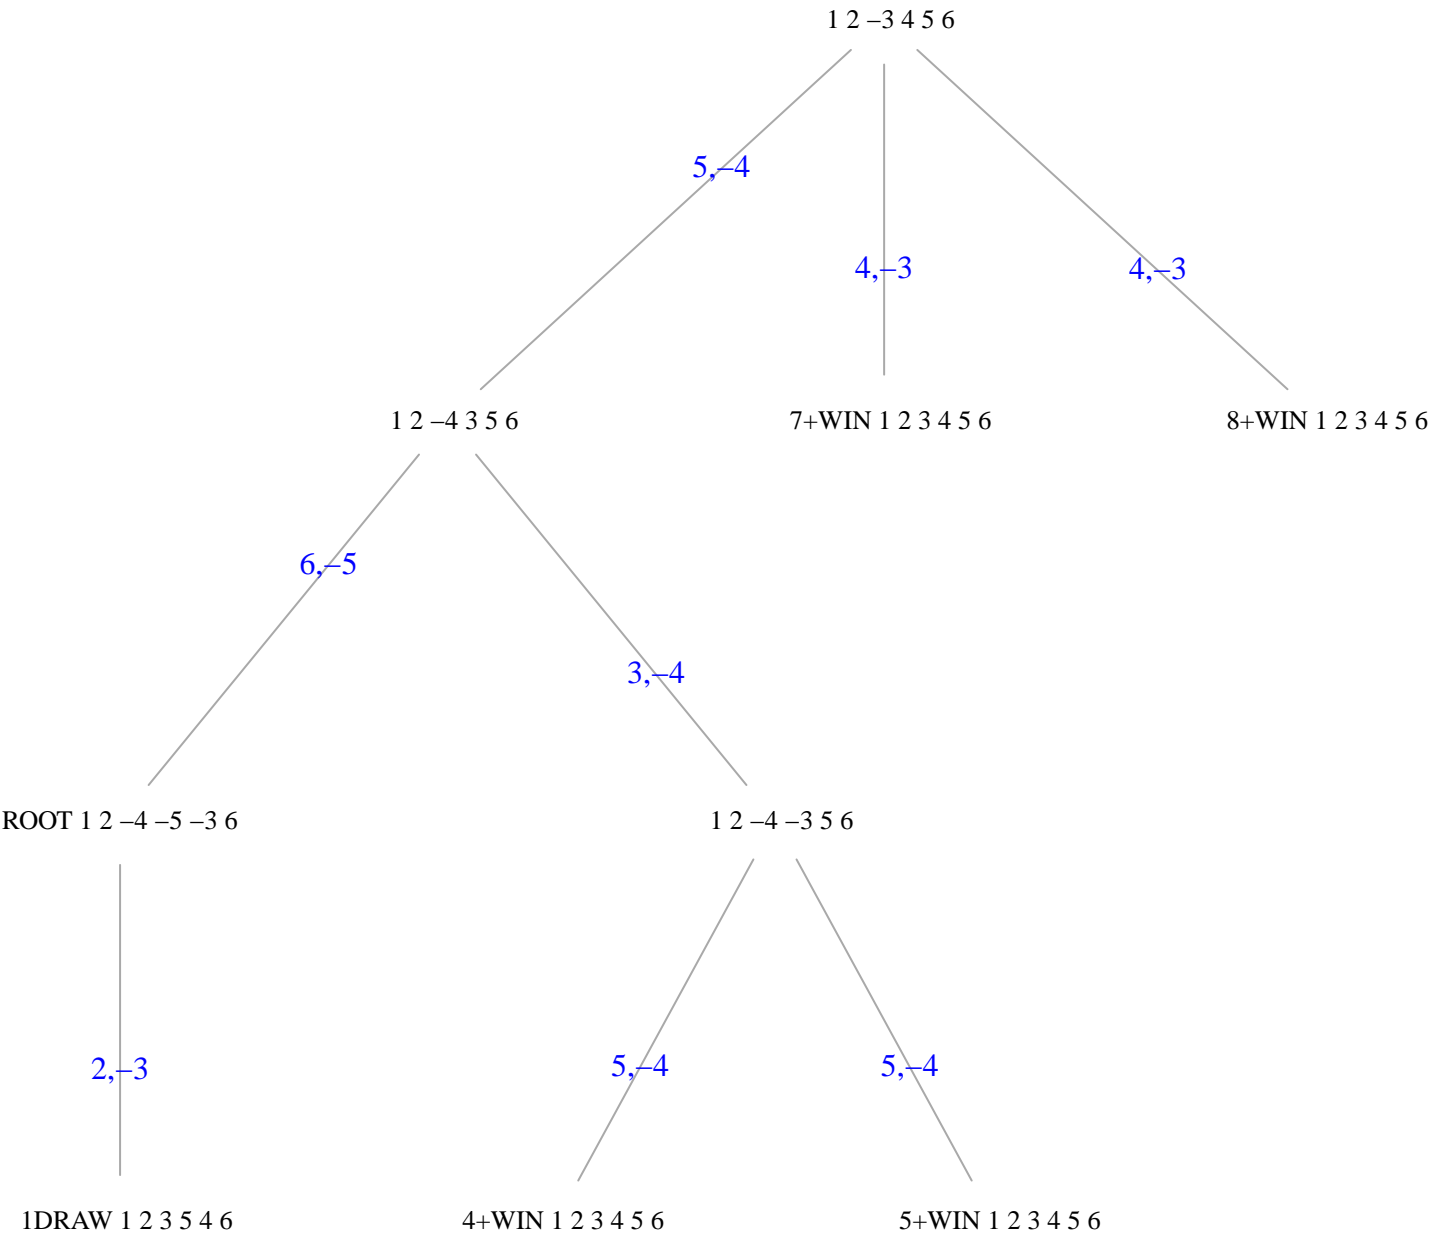 1 2 –3 4 5 6
5,–4
4,–3
4,–3
1 2 –4 3 5 6
7+WIN 1 2 3 4 5 6
8+WIN 1 2 3 4 5 6
6,–5
3,–4
ROOT 1 2 –4 –5 –3 6
1 2 –4 –3 5 6
2,–3
5,–4
5,–4
1DRAW 1 2 3 5 4 6
4+WIN 1 2 3 4 5 6
5+WIN 1 2 3 4 5 6